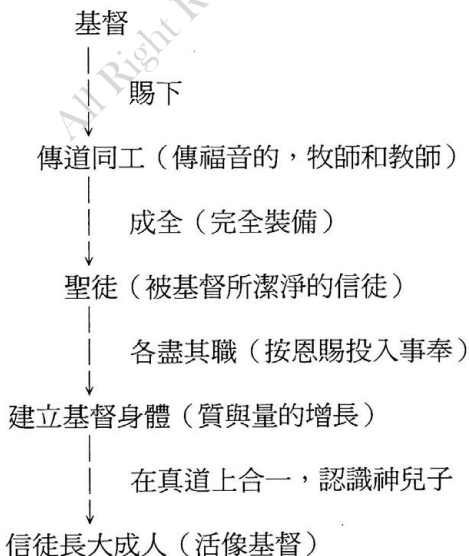 All Right R
基督
賜下
傳道同工（傳福音的，牧師和教師）
成全（完全裝備）
聖徒（被基督所潔淨的信徒）
各盡其職（按恩賜投入事奉）
建立基督身體（質與量的增長）
在真道上合一，認識神兒子
信徒長大成人（活像基督）